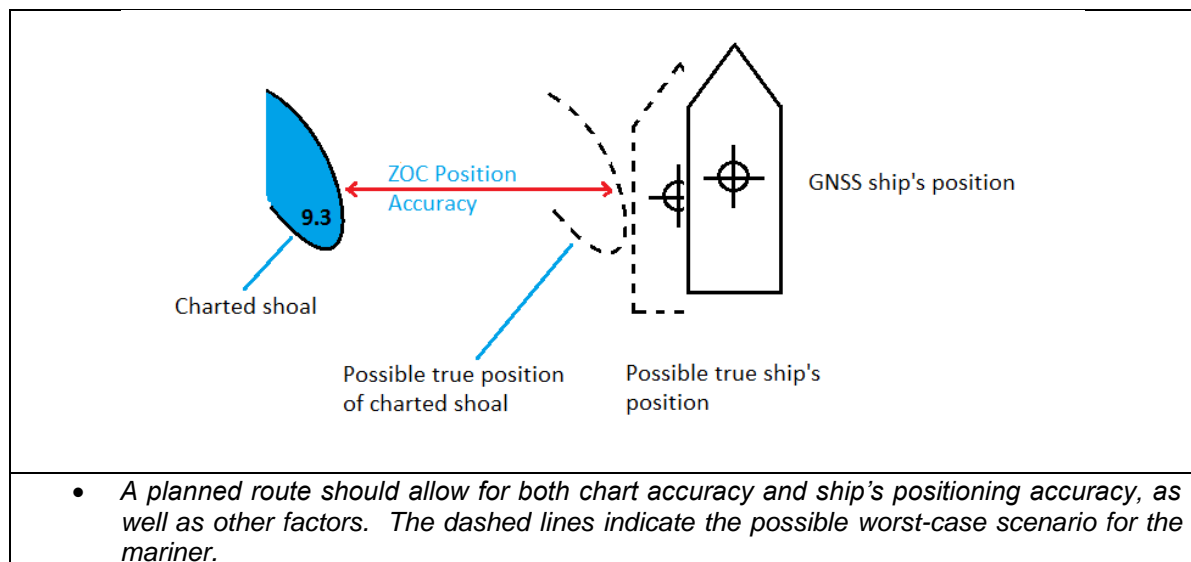 ZOC Position
Accuracy
GNSS ship's position
9.3
Charted shoal
Possible true position
of charted shoal
Possible true ship's
position
• A planned route should allow for both chart accuracy and ship's positioning accuracy, as
well as other factors. The dashed lines indicate the possible worst-case scenario for the
mariner.